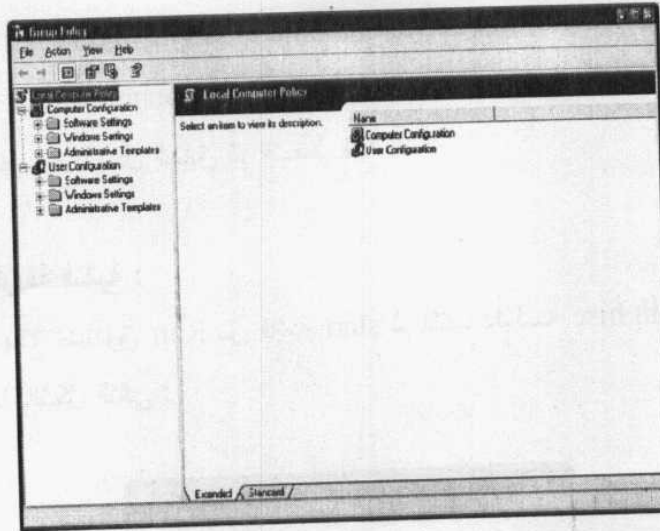 Group Policy
File Action View Help
Local Computer Policy
Computer Configuration
Software Settings
Windows Settings
Administrative Templates
User Configuration
Software Settings
Windows Settings
Administrative Templates
Local Computer Policy
Select an item to view its description.
Name
Computer Configuration
User Configuration
Extended Standard